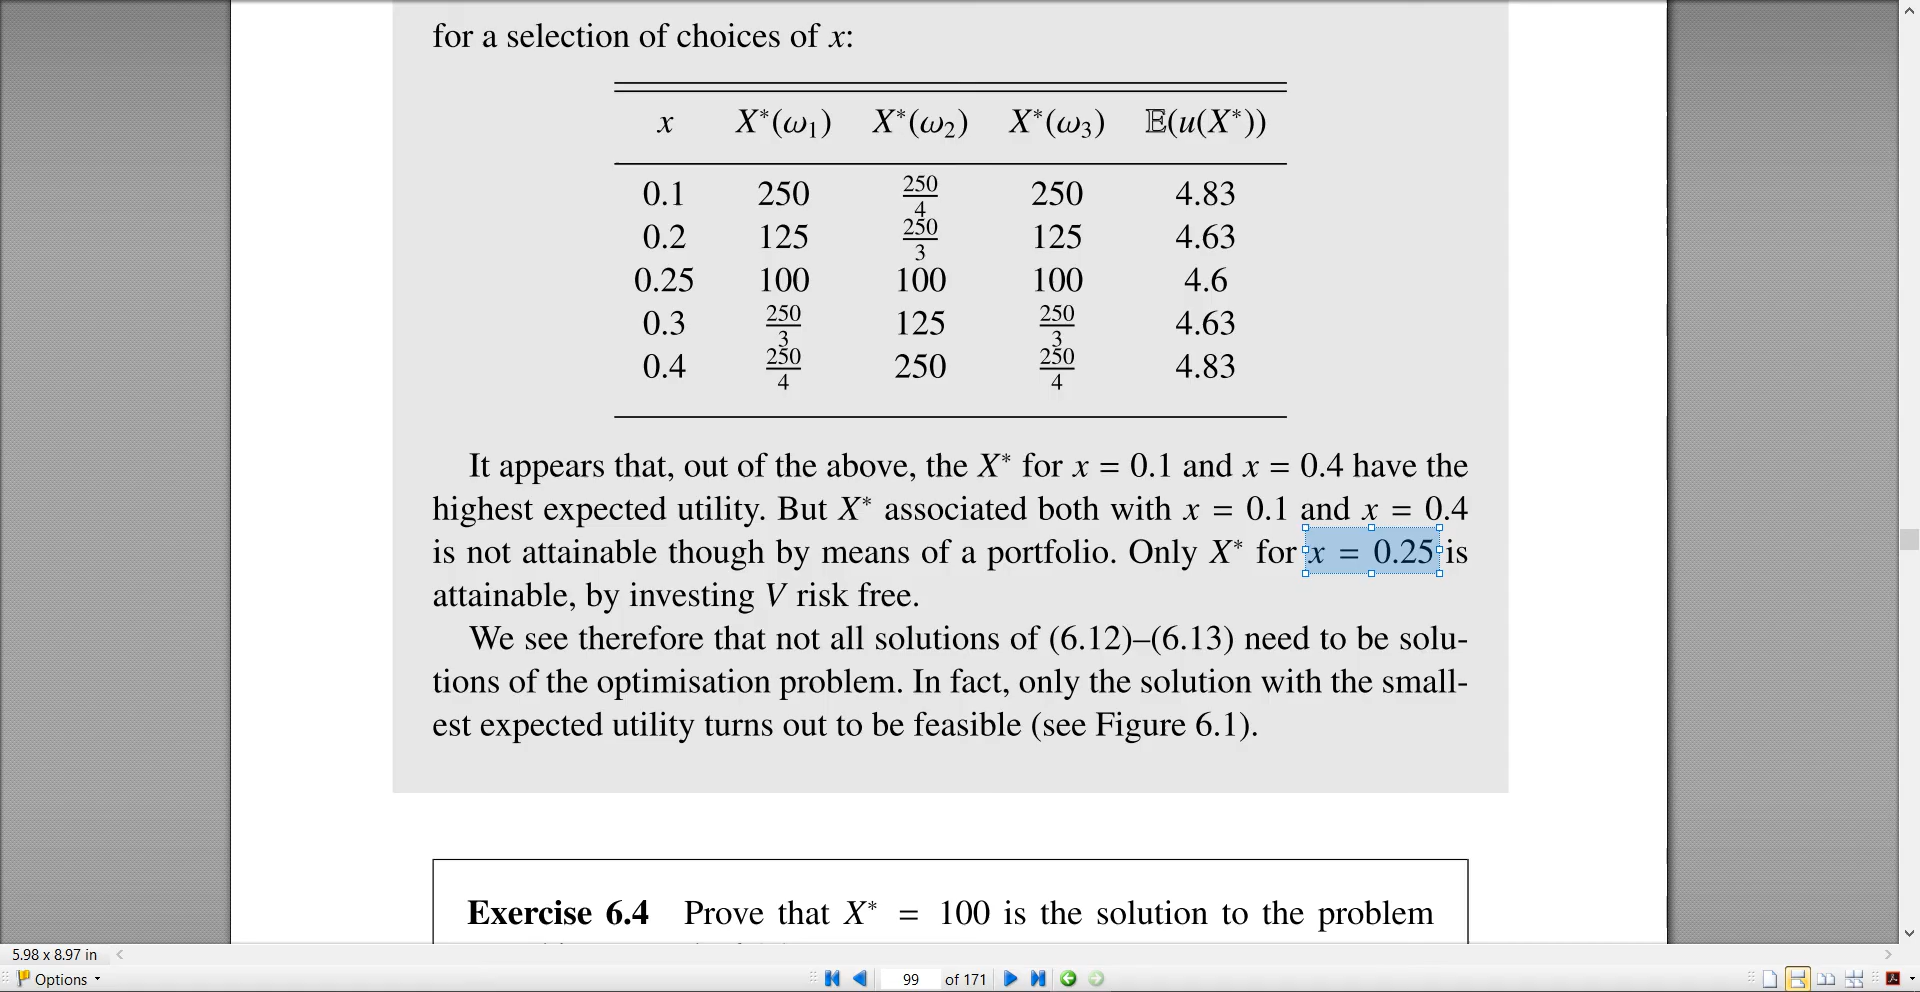 for a selection of choices of x:
x X*(ω₁) X*(ω₂) X*(ω₃) 𝔼(u(X*))
0.1 250 250/4 250 4.83
0.2 125 250/3 125 4.63
0.25 100 100 100 4.6
0.3 250/3 125 250/3 4.63
0.4 250/4 250 250/4 4.83
It appears that, out of the above, the X* for x = 0.1 and x = 0.4 have the
highest expected utility. But X* associated both with x = 0.1 and x = 0.4
is not attainable though by means of a portfolio. Only X* for x = 0.25 is
attainable, by investing V risk free.
We see therefore that not all solutions of (6.12)–(6.13) need to be solu-
tions of the optimisation problem. In fact, only the solution with the small-
est expected utility turns out to be feasible (see Figure 6.1).
Exercise 6.4 Prove that X* = 100 is the solution to the problem
5.98 x 8.97 in
Options 99 of 171